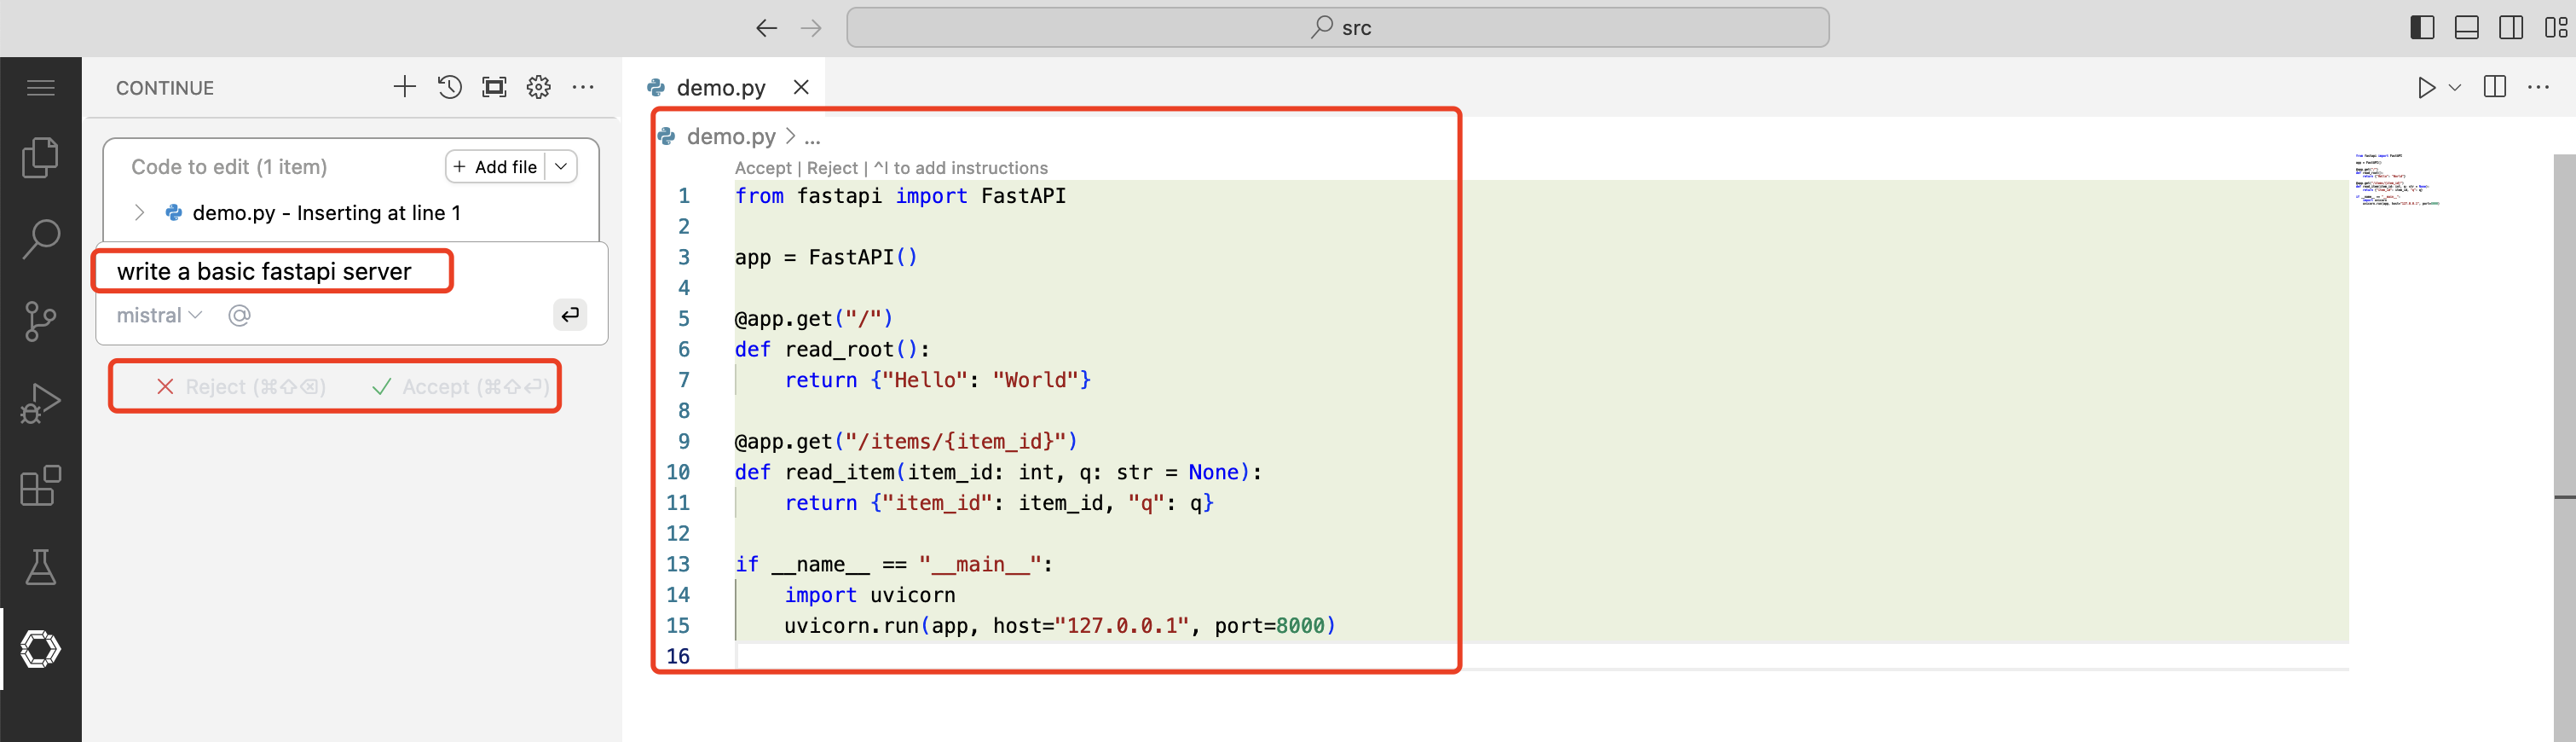 src
CONTINUE
Code to edit (1 item)
+ Add file
demo.py - Inserting at line 1
write a basic fastapi server
mistral
@
Reject (⌘⇧⌫)
Accept (⌘⇧⏎)
demo.py
demo.py > ...
Accept | Reject | ^I to add instructions
1 from fastapi import FastAPI
2
3 app = FastAPI()
4
5 @app.get("/")
6 def read_root():
7     return {"Hello": "World"}
8
9 @app.get("/items/{item_id}")
10 def read_item(item_id: int, q: str = None):
11     return {"item_id": item_id, "q": q}
12
13 if __name__ == "__main__":
14     import uvicorn
15     uvicorn.run(app, host="127.0.0.1", port=8000)
16